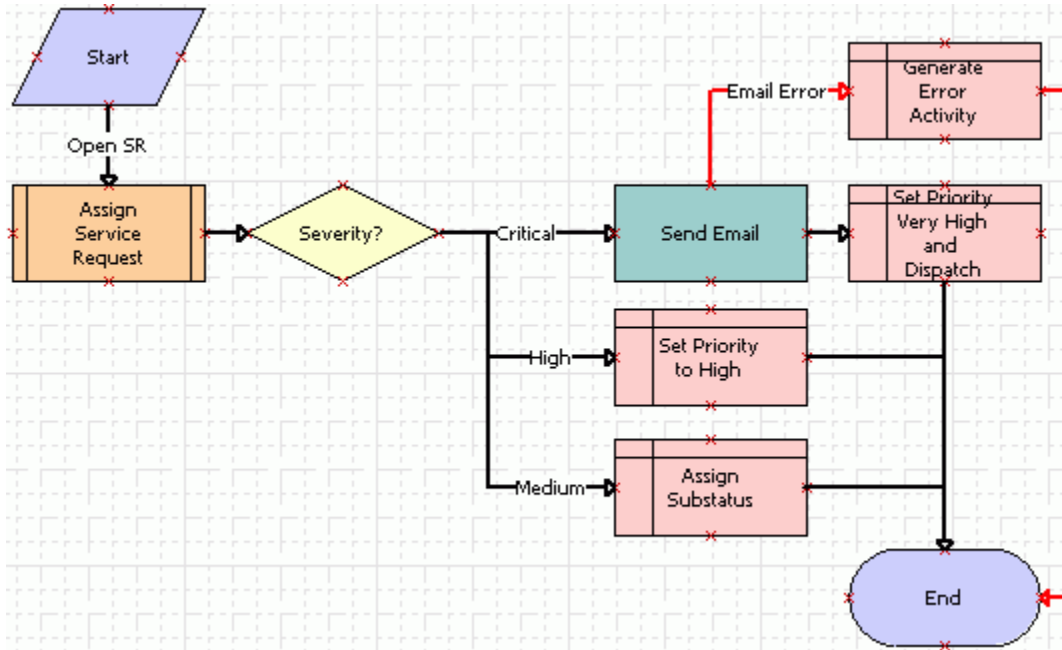 Start
Open SR
Assign
Service
Request
Severity?
Critical
Send Email
Email Error
Generate
Error
Activity
Set Priority
Very High
and
Dispatch
High
Set Priority
to High
Medium
Assign
Substatus
End